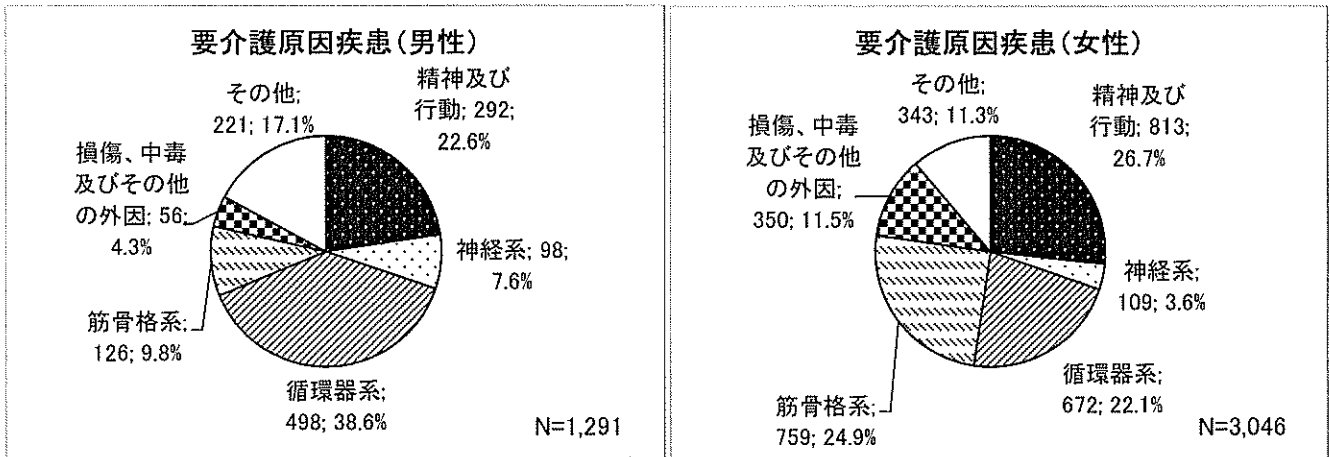 要介護原因疾患(男性)
その他;
221; 17.1%
精神及び
行動; 292;
22.6%
損傷、中毒
及びその他
の外因; 56;
4.3%
神経系; 98;
7.6%
筋骨格系;
126; 9.8%
循環器系;
498; 38.6%
N=1,291
要介護原因疾患(女性)
その他;
343; 11.3%
精神及び
行動; 813;
26.7%
損傷、中毒
及びその他
の外因;
350; 11.5%
神経系;
109; 3.6%
循環器系;
672; 22.1%
筋骨格系;
759; 24.9%
N=3,046